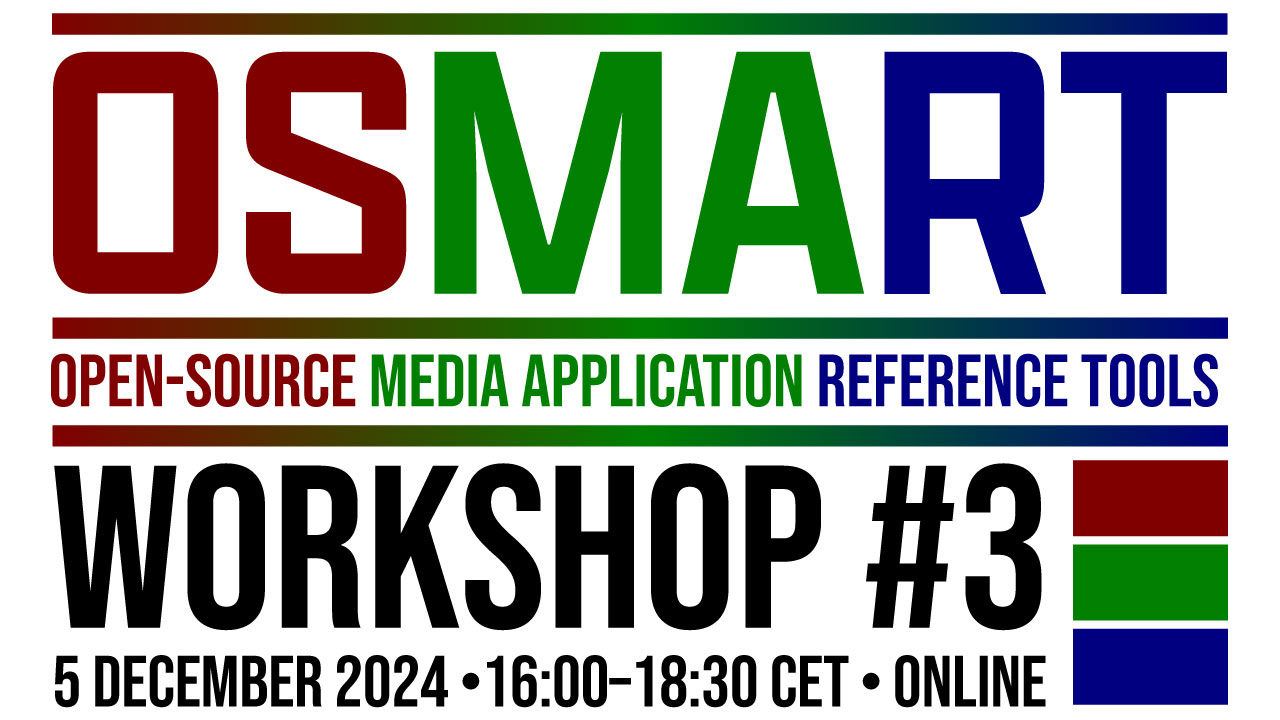 OSMART
OPEN-SOURCE MEDIA APPLICATION REFERENCE TOOLS
WORKSHOP #3
5 DECEMBER 2024 •16:00–18:30 CET • ONLINE